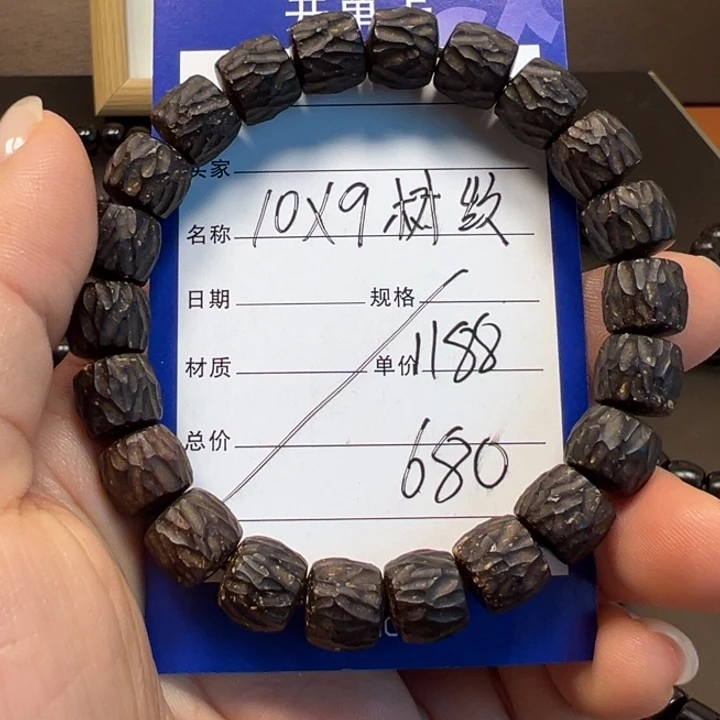 开单卡
买家
名称 10X9 树纹
日期 规格
材质 单价 1188
总价 680